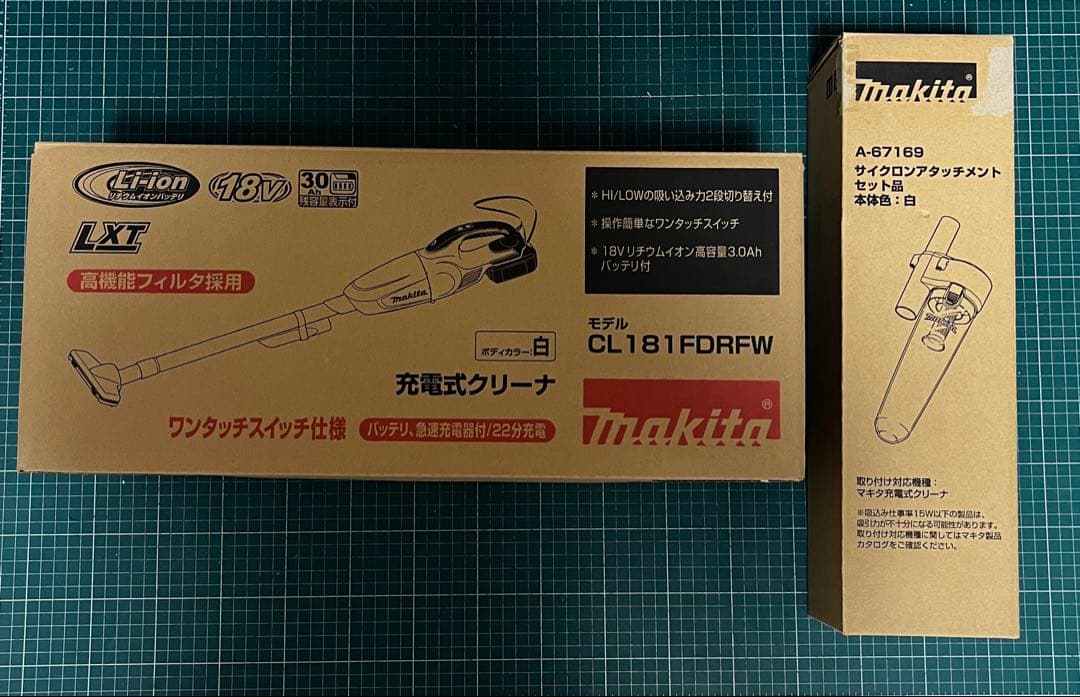 Li-ion
リチウムイオンバッテリ
18V
3.0
Ah
残容量表示付
LXT
高機能フィルタ採用
makita
ボディカラー:白
充電式クリーナ
ワンタッチスイッチ仕様
バッテリ、急速充電器付/22分充電
* HI/LOWの吸い込み力2段切り替え付
* 操作簡単なワンタッチスイッチ
* 18Vリチウムイオン高容量3.0Ah
バッテリ付
モデル
CL181FDRFW
makita®
makita®
A-67169
サイクロンアタッチメント
セット品
本体色:白
makita
取り付け対応機種:
マキタ充電式クリーナ
※吸込み仕事率15W以下の製品は、
吸引力が不十分になる可能性があります。
取り付け対応機種に関してはマキタ製品
カタログをご確認ください。